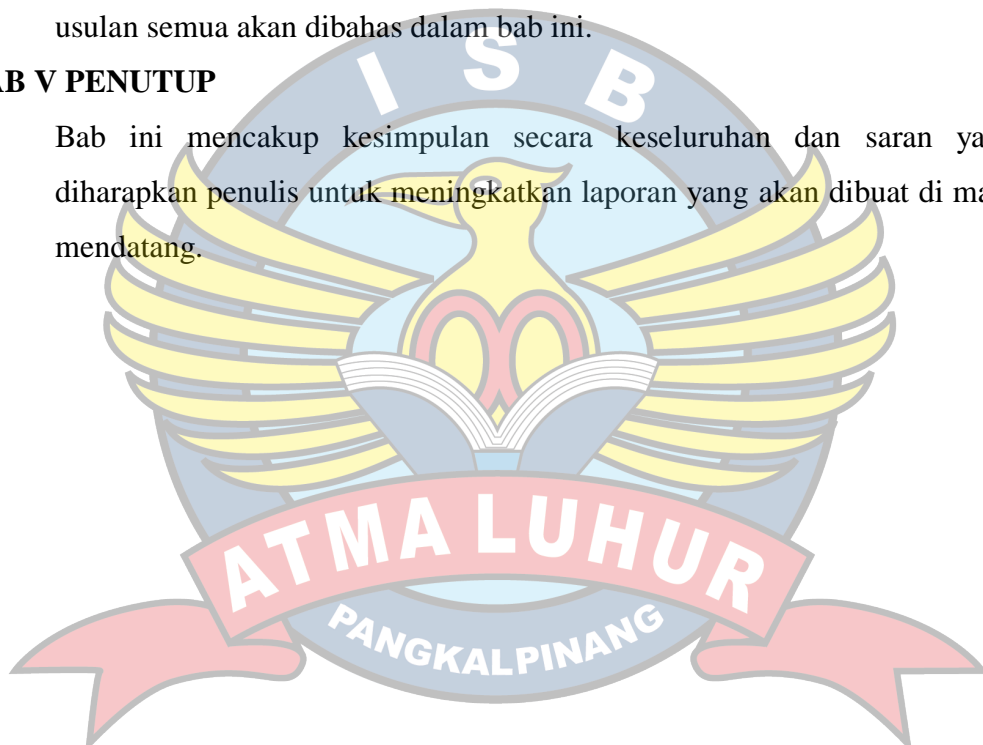 usulan semua akan dibahas dalam bab ini.
AB V PENUTUP
Bab ini mencakup kesimpulan secara keseluruhan dan saran ya
diharapkan penulis untuk meningkatkan laporan yang akan dibuat di ma
mendatang.
I S B
ATMA LUHUR
PANGKALPINANG